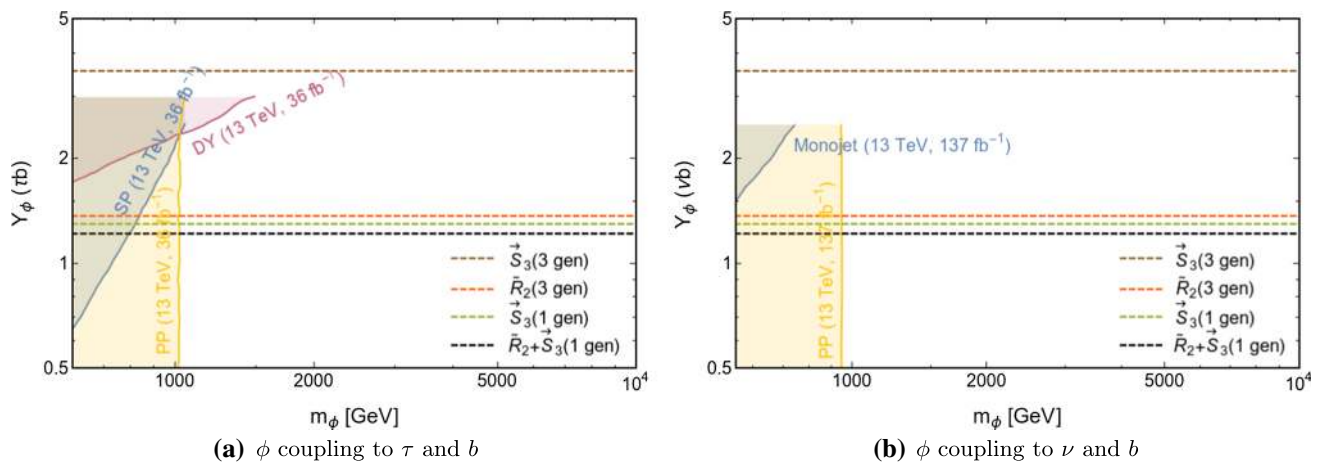 5
2
1
0.5
Y_ϕ (τb)
SP (13 TeV, 36 fb⁻¹)
DY (13 TeV, 36 fb⁻¹)
PP (13 TeV, 36 fb⁻¹)
S⃗₃(3 gen)
R̃₂(3 gen)
S⃗₃(1 gen)
R̃₂+S⃗₃(1 gen)
1000 2000 5000 10⁴
m_ϕ [GeV]
(a) ϕ coupling to τ and b
5
2
1
0.5
Y_ϕ (νb)
Monojet (13 TeV, 137 fb⁻¹)
PP (13 TeV, 137 fb⁻¹)
S⃗₃(3 gen)
R̃₂(3 gen)
S⃗₃(1 gen)
R̃₂+S⃗₃(1 gen)
1000 2000 5000 10⁴
m_ϕ [GeV]
(b) ϕ coupling to ν and b